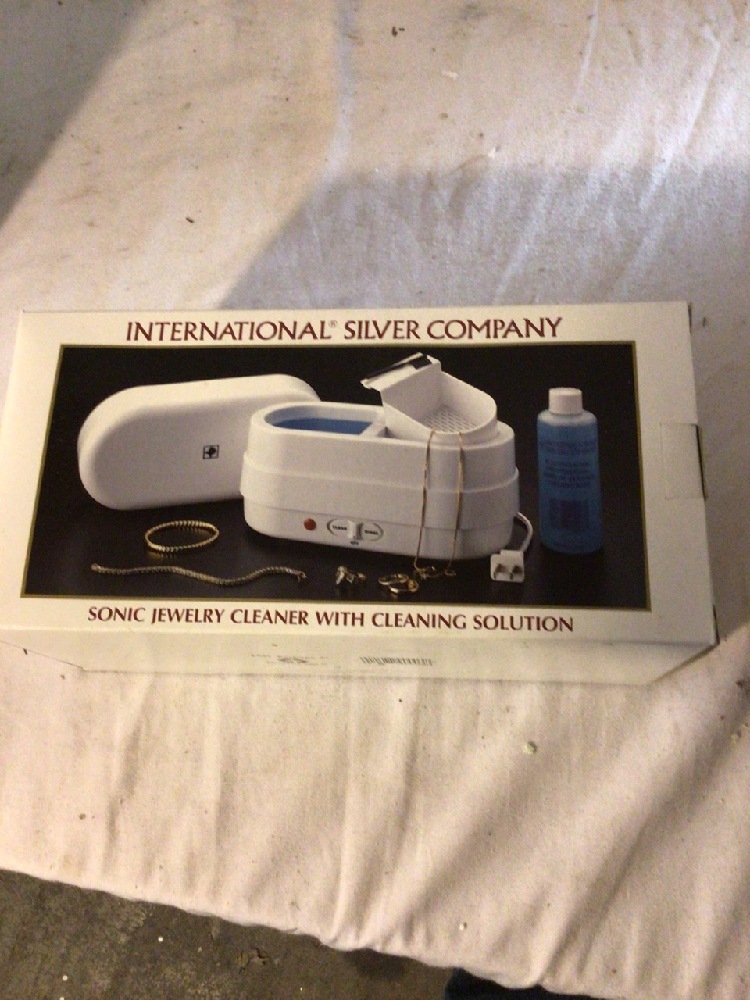 INTERNATIONAL® SILVER COMPANY
SONIC JEWELRY CLEANER WITH CLEANING SOLUTION